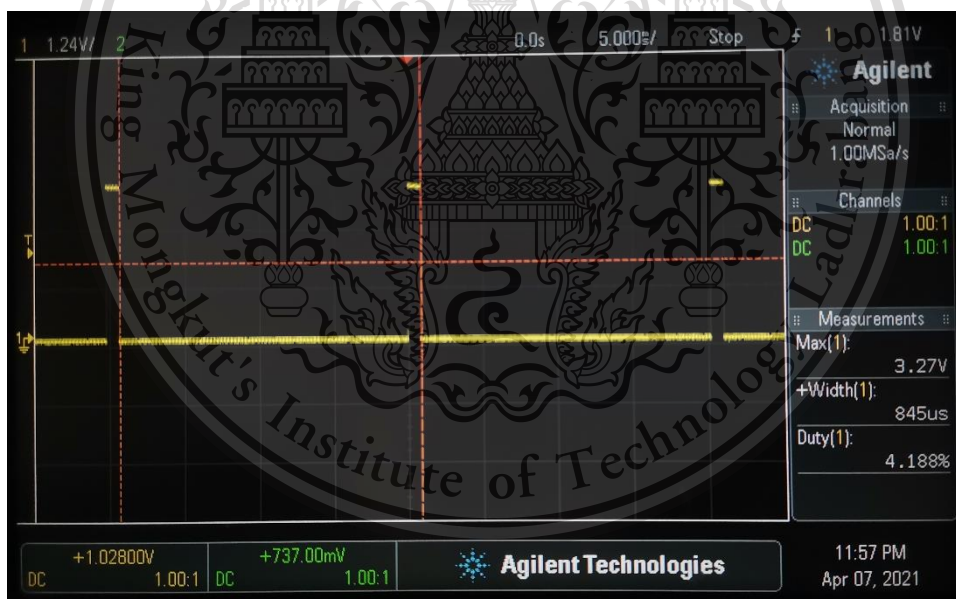 1 1.24V/ 2 0.0s 5.000㎳/ Stop 1 1.81V
Agilent
Acquisition
Normal
1.00MSa/s
Channels
DC 1.00:1
DC 1.00:1
Measurements
Max(1):
3.27V
+Width(1):
845us
Duty(1):
4.188%
T
1
King Mongkut's Institute of Technology Ladkrabang
+1.02800V
DC 1.00:1
+737.00mV
DC 1.00:1
Agilent Technologies
11:57 PM
Apr 07, 2021